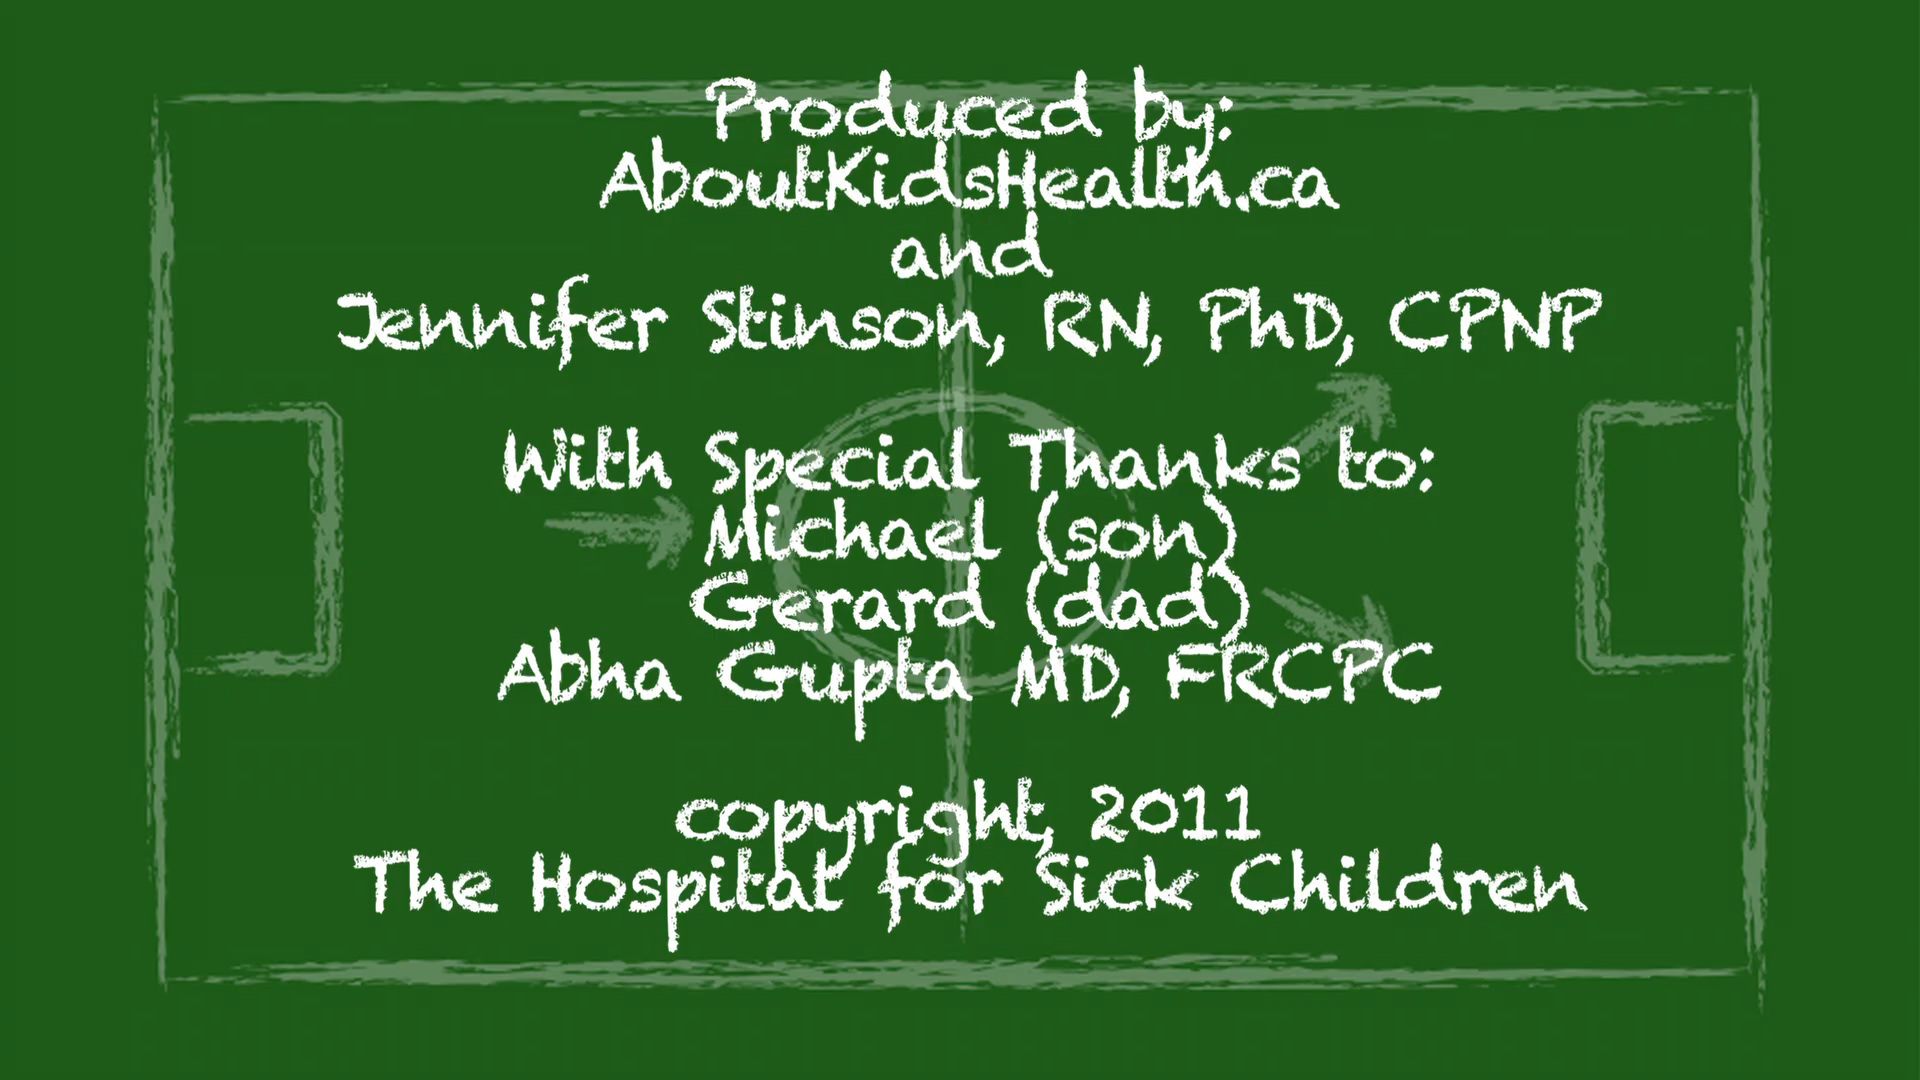 Produced by:
AboutKidsHealth.ca
and
Jennifer Stinson, RN, PhD, CPNP
With Special Thanks to:
Michael (son)
Gerard (dad)
Abha Gupta MD, FRCPC
copyright, 2011
The Hospital for Sick Children